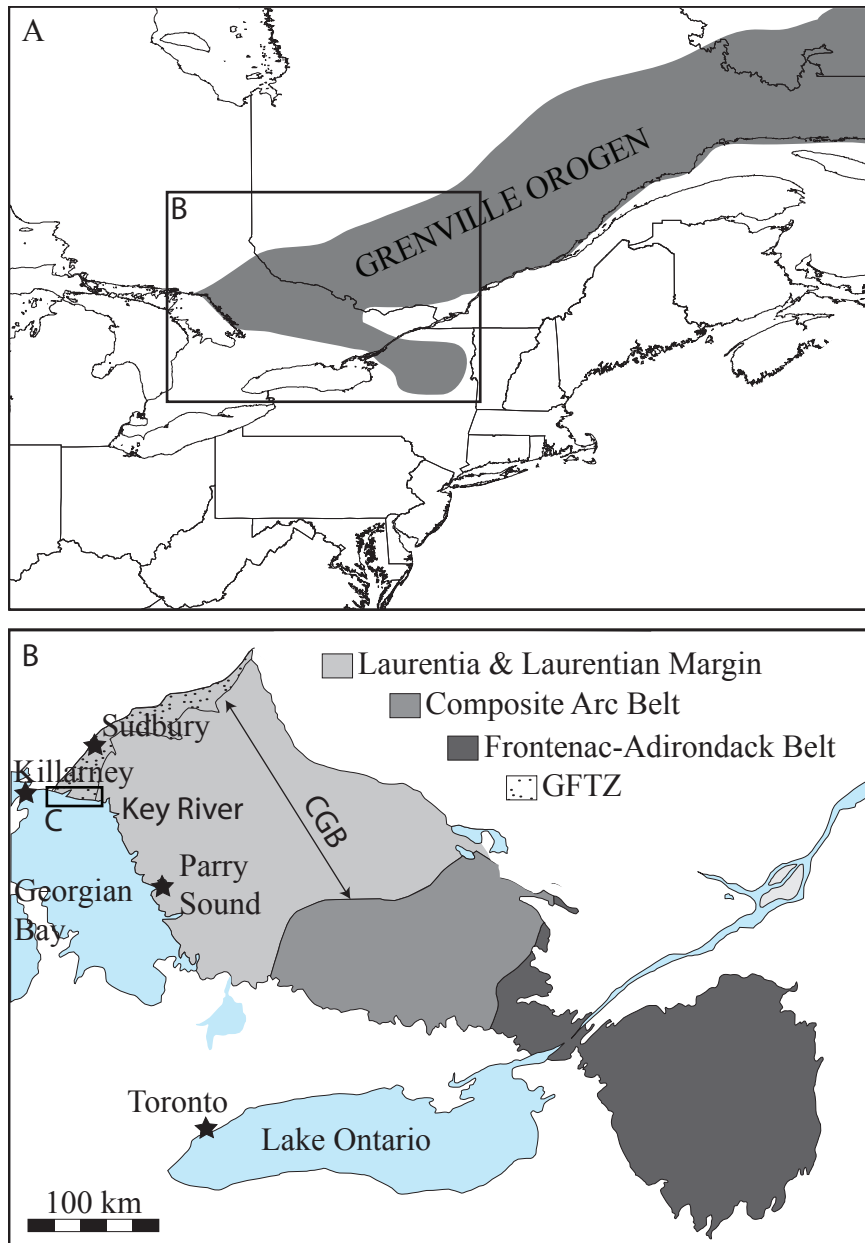 A
B
GRENVILLE OROGEN
B
Laurentia & Laurentian Margin
Composite Arc Belt
Frontenac-Adirondack Belt
GFTZ
Sudbury
Killarney
C
Key River
CGB
Parry
Sound
Georgian
Bay
Toronto
Lake Ontario
100 km